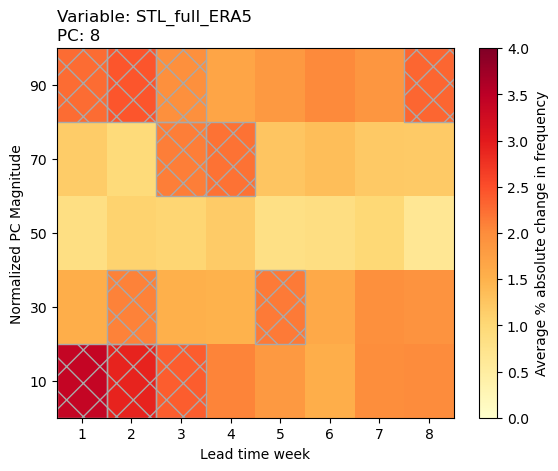 Variable: STL_full_ERA5
PC: 8
90
70
50
30
10
Normalized PC Magnitude
1 2 3 4 5 6 7 8
Lead time week
4.0
3.5
3.0
2.5
2.0
1.5
1.0
0.5
0.0
Average % absolute change in frequency